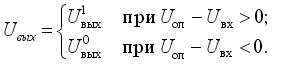 U_вых = { U¹_вых при U_оп − U_вх > 0;
U⁰_вых при U_оп − U_вх < 0.